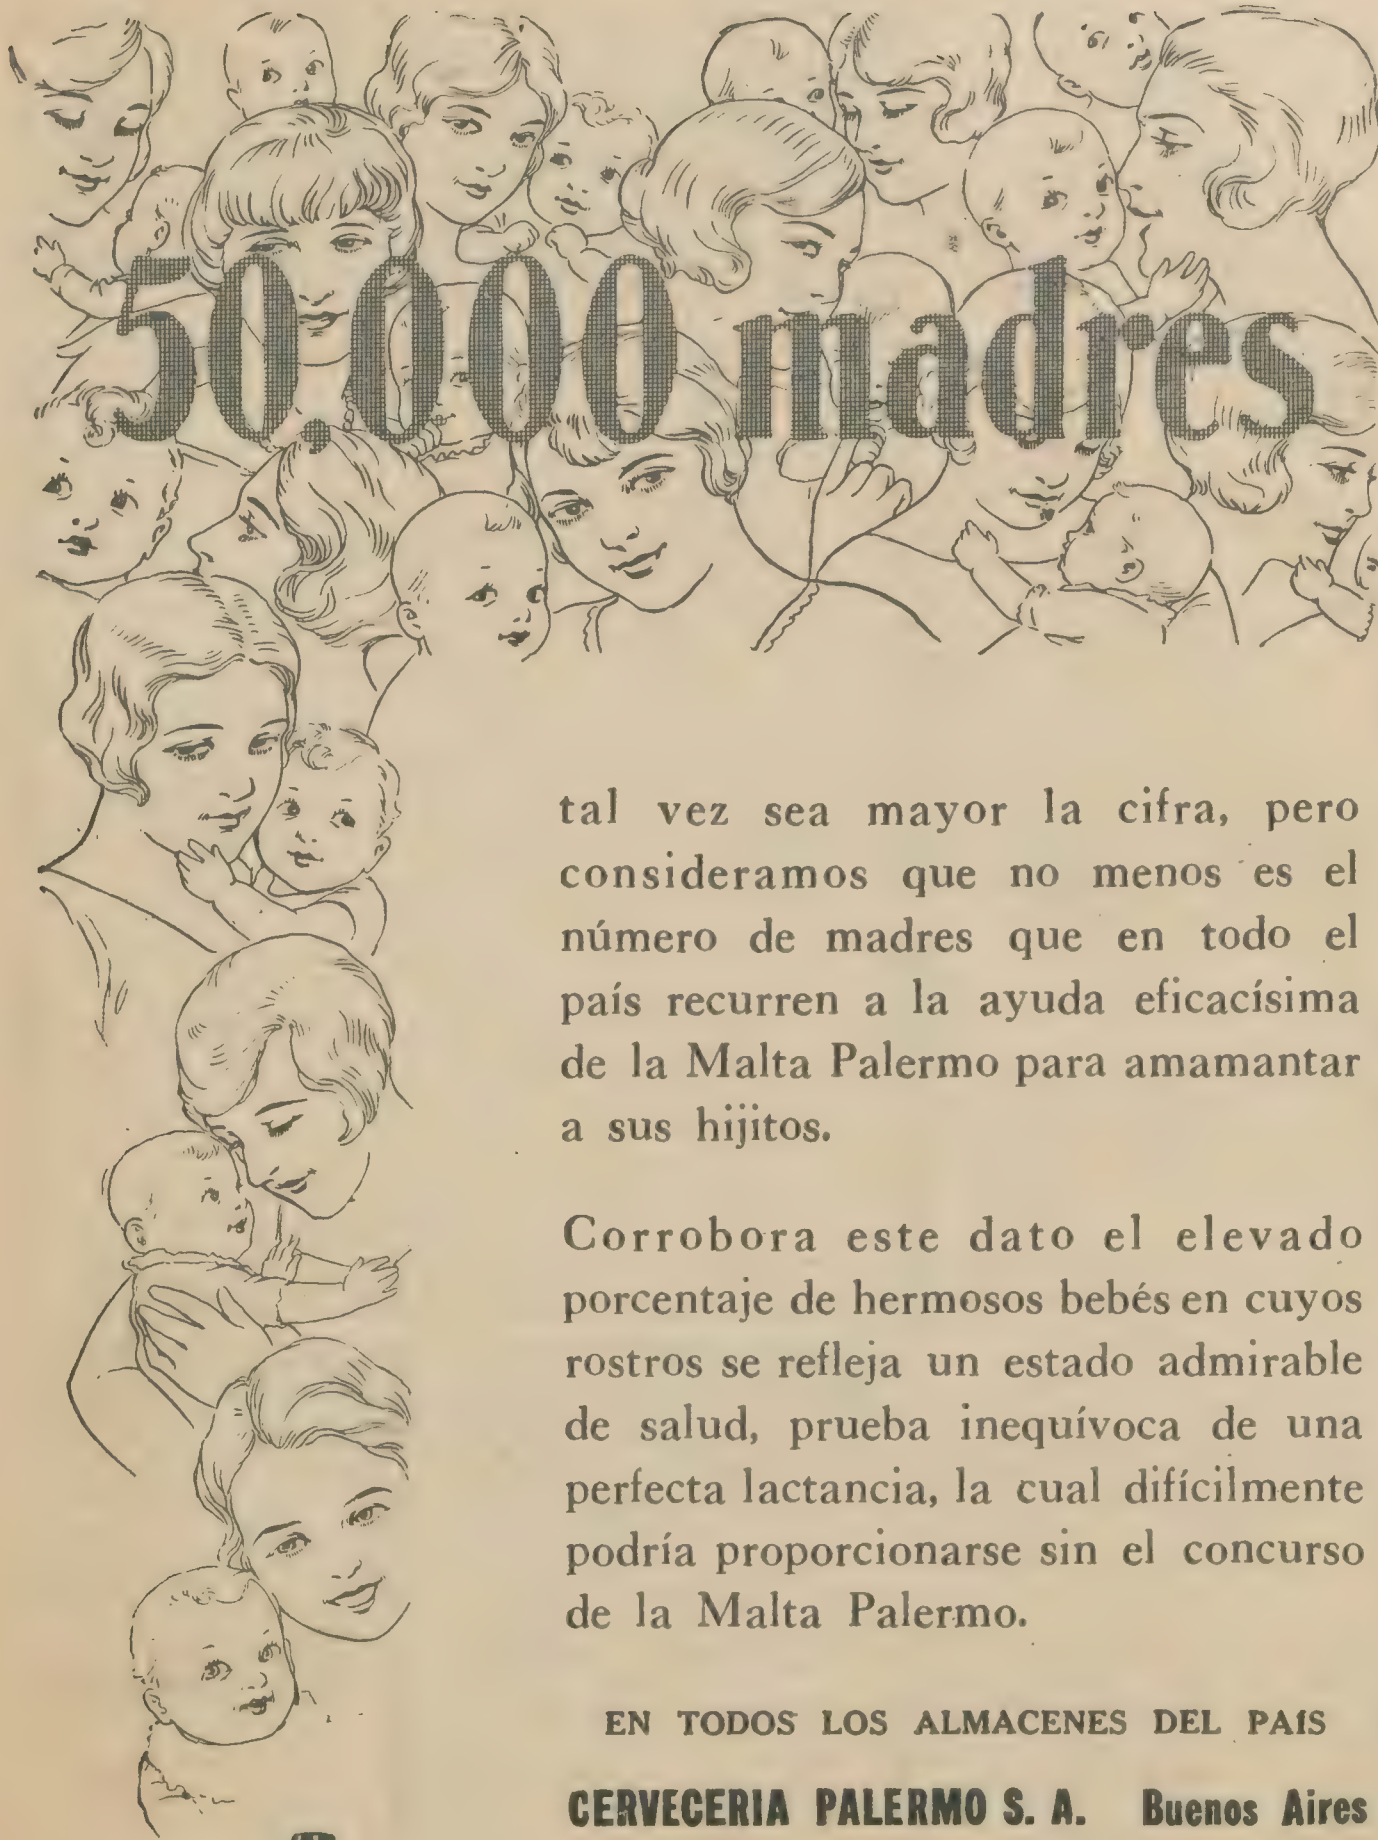 50.000 madres
tal vez sea mayor la cifra, pero
consideramos que no menos es el
número de madres que en todo el
país recurren a la ayuda eficacísima
de la Malta Palermo para amamantar
a sus hijitos.
Corrobora este dato el elevado
porcentaje de hermosos bebés en cuyos
rostros se refleja un estado admirable
de salud, prueba inequívoca de una
perfecta lactancia, la cual difícilmente
podría proporcionarse sin el concurso
de la Malta Palermo.
EN TODOS LOS ALMACENES DEL PAÍS
CERVECERIA PALERMO S. A. Buenos Aires